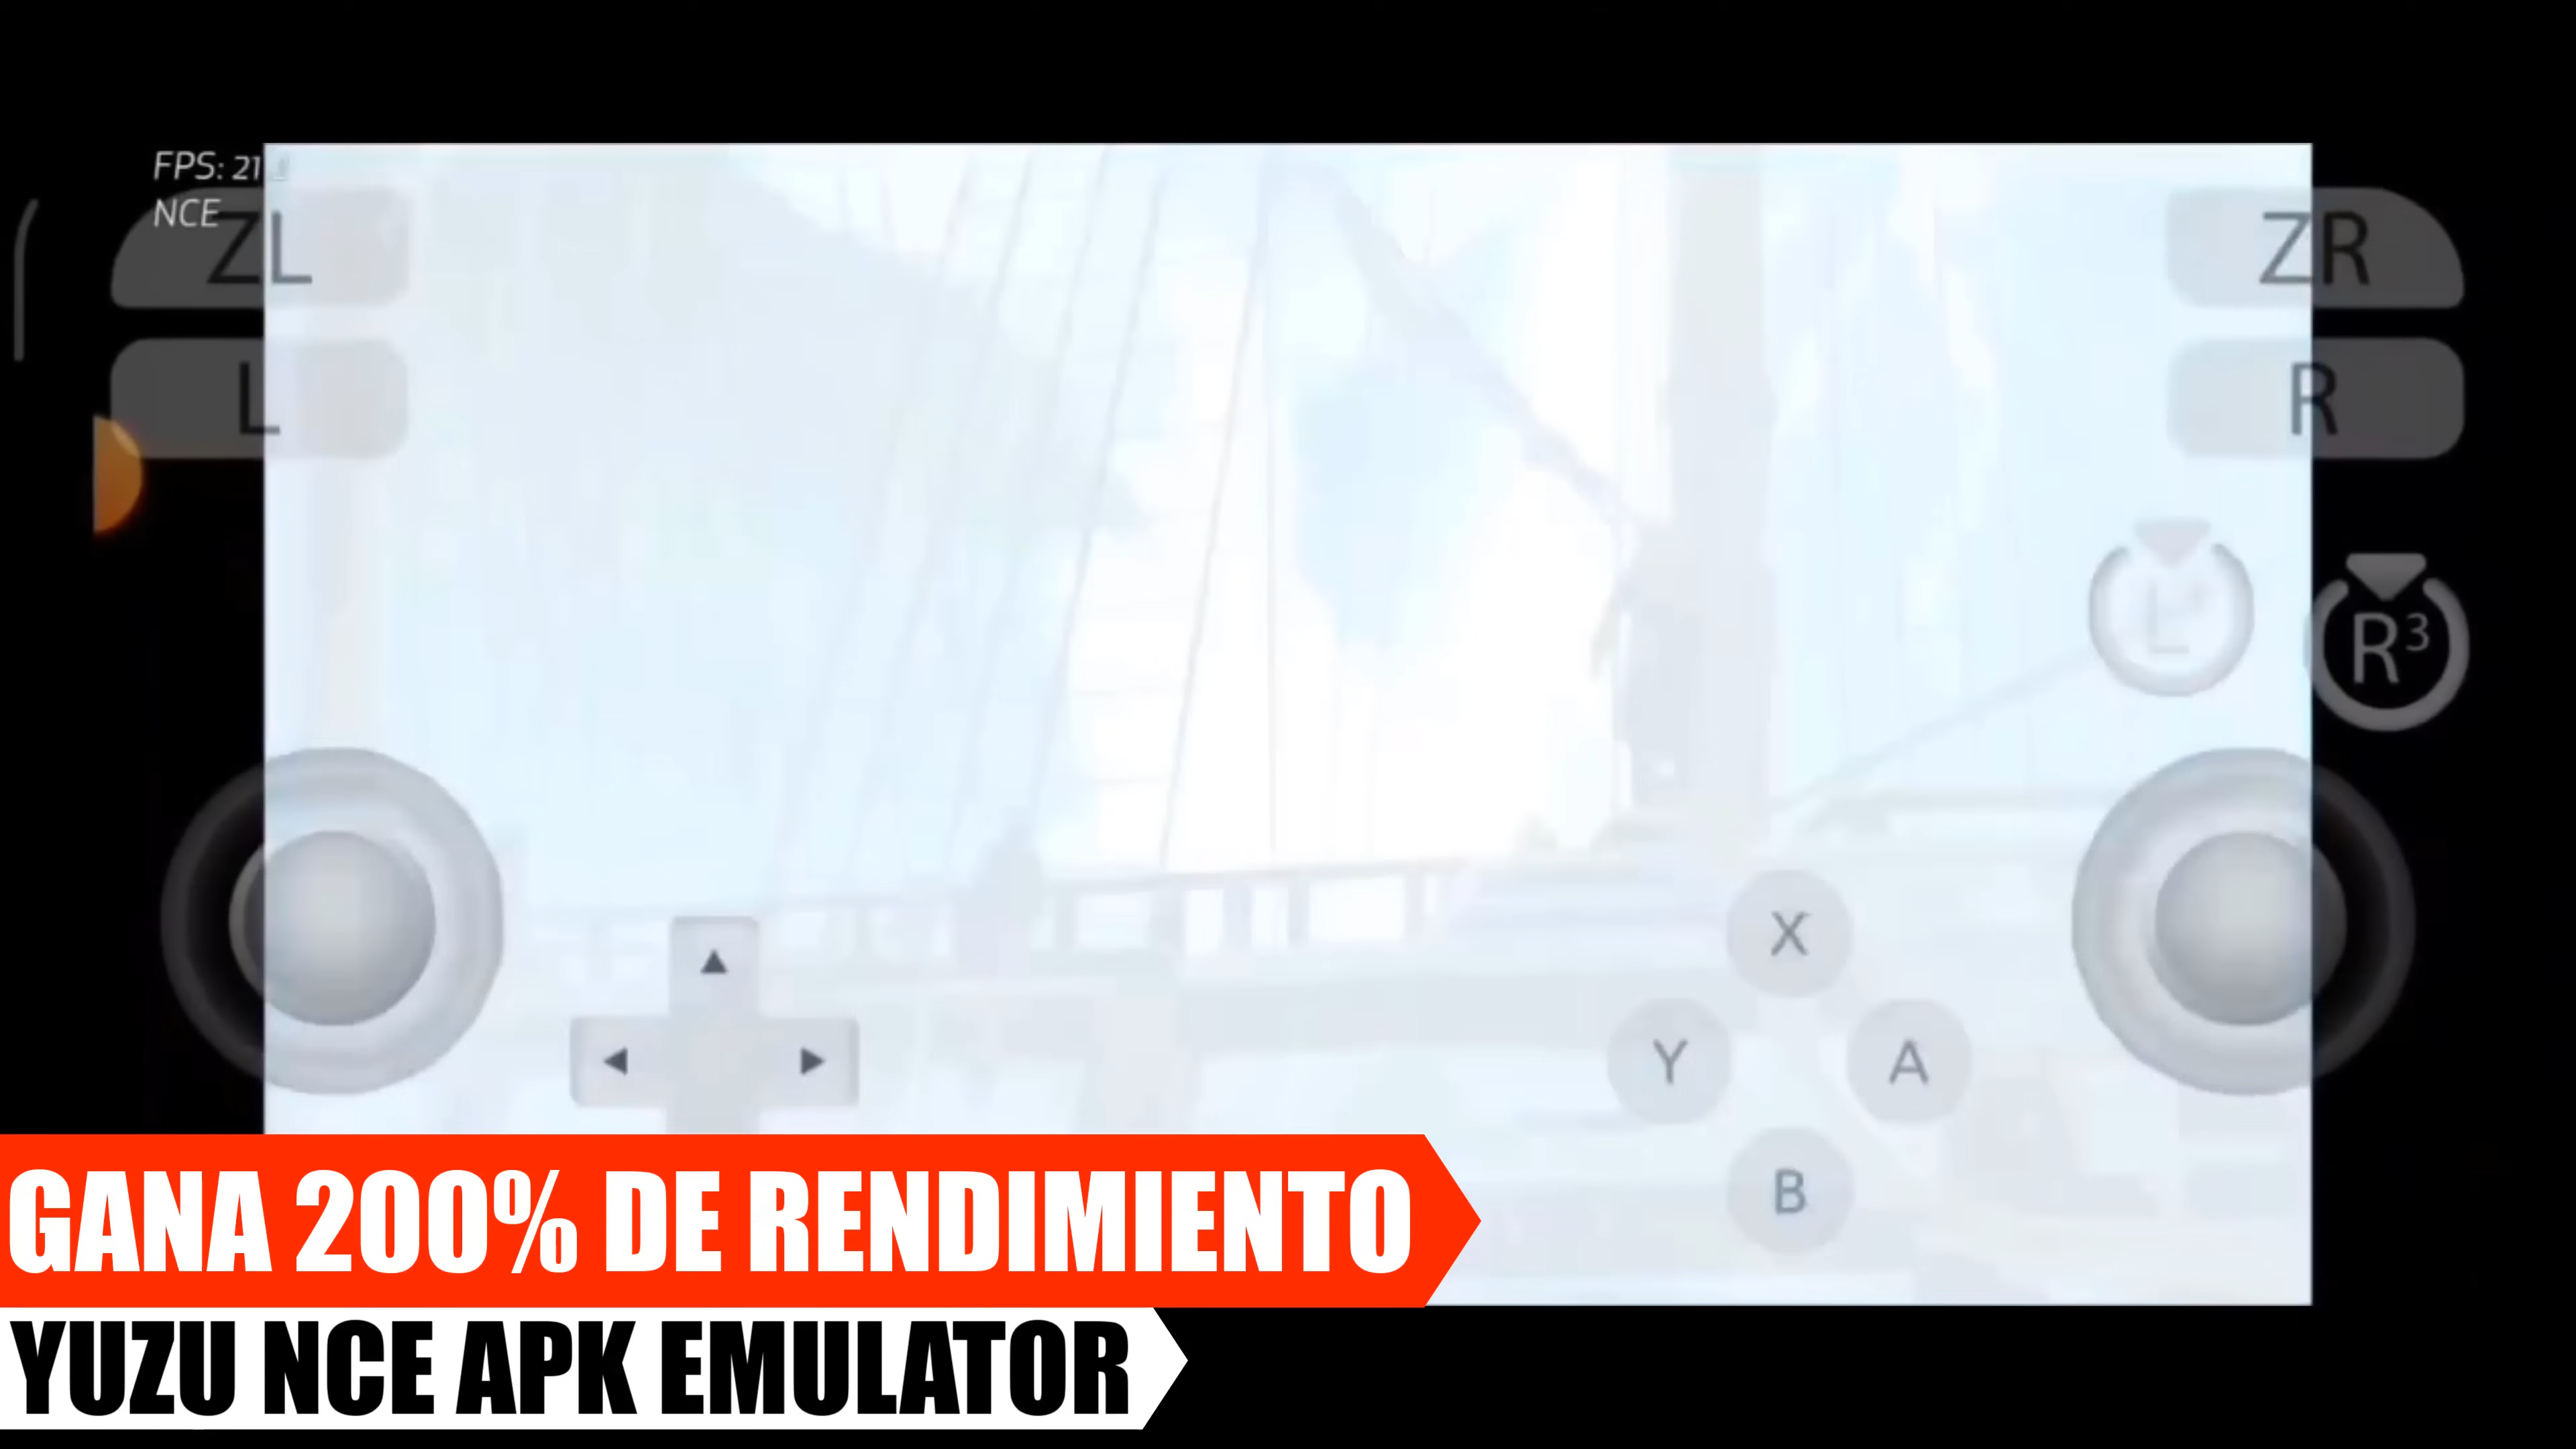 FPS: 21
NCE
ZL
ZR
L
R
R³
X
Y
A
B
GANA 200% DE RENDIMIENTO
YUZU NCE APK EMULATOR